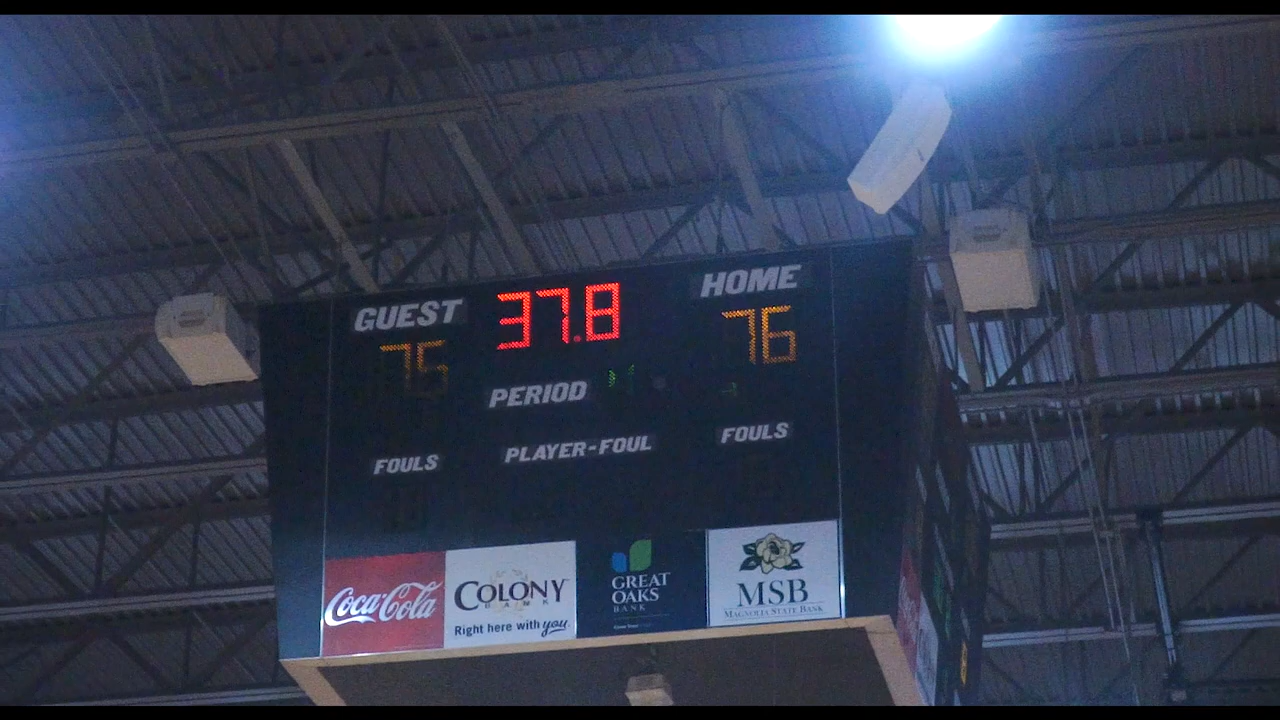 GUEST
37.8
HOME
75
76
PERIOD
FOULS
PLAYER-FOUL
FOULS
Coca-Cola
COLONY
BANK
Right here with you.
GREAT
OAKS
BANK
MSB
MAGNOLIA STATE BANK